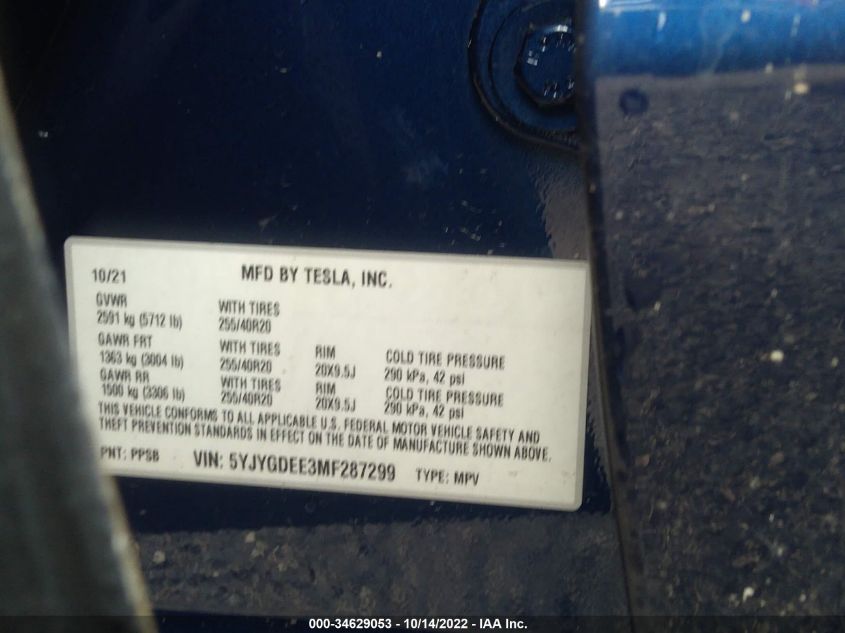 10/21 MFD BY TESLA, INC.
GVWR WITH TIRES
2591 kg (5712 lb) 255/40R20
GAWR FRT WITH TIRES RIM COLD TIRE PRESSURE
1363 kg (3004 lb) 255/40R20 20X9.5J 290 kPa, 42 psi
GAWR RR WITH TIRES RIM COLD TIRE PRESSURE
1500 kg (3306 lb) 255/40R20 20X9.5J 290 kPa, 42 psi
THIS VEHICLE CONFORMS TO ALL APPLICABLE U.S. FEDERAL MOTOR VEHICLE SAFETY AND
THEFT PREVENTION STANDARDS IN EFFECT ON THE DATE OF MANUFACTURE SHOWN ABOVE.
PNT: PPSB VIN: 5YJYGDEE3MF287299 TYPE: MPV
000-34629053 - 10/14/2022 - IAA Inc.